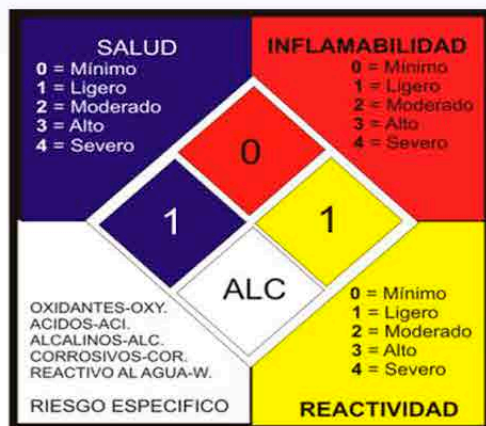 SALUD
0 = Mínimo
1 = Ligero
2 = Moderado
3 = Alto
4 = Severo
INFLAMABILIDAD
0 = Mínimo
1 = Ligero
2 = Moderado
3 = Alto
4 = Severo
0
1
1
ALC
OXIDANTES-OXY.
ACIDOS-ACI.
ALCALINOS-ALC.
CORROSIVOS-COR.
REACTIVO AL AGUA-W.
RIESGO ESPECIFICO
0 = Mínimo
1 = Ligero
2 = Moderado
3 = Alto
4 = Severo
REACTIVIDAD